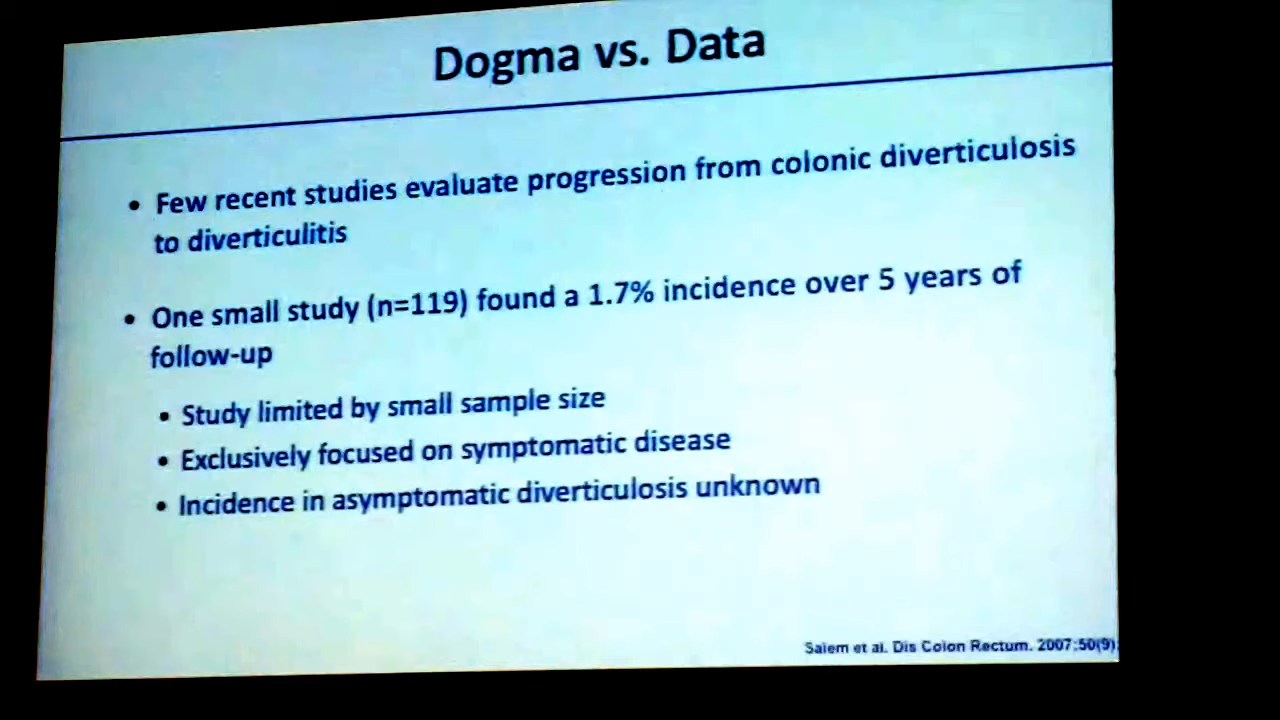 Dogma vs. Data
• Few recent studies evaluate progression from colonic diverticulosis
to diverticulitis
• One small study (n=119) found a 1.7% incidence over 5 years of
follow-up
• Study limited by small sample size
• Exclusively focused on symptomatic disease
• Incidence in asymptomatic diverticulosis unknown
Salem et al. Dis Colon Rectum. 2007;50(9)